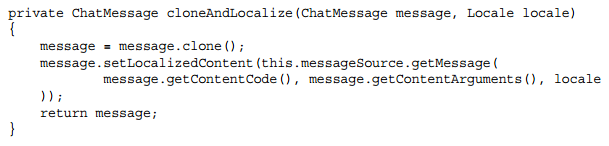 private ChatMessage cloneAndLocalize(ChatMessage message, Locale locale)
{
    message = message.clone();
    message.setLocalizedContent(this.messageSource.getMessage(
            message.getContentCode(), message.getContentArguments(), locale
    ));
    return message;
}